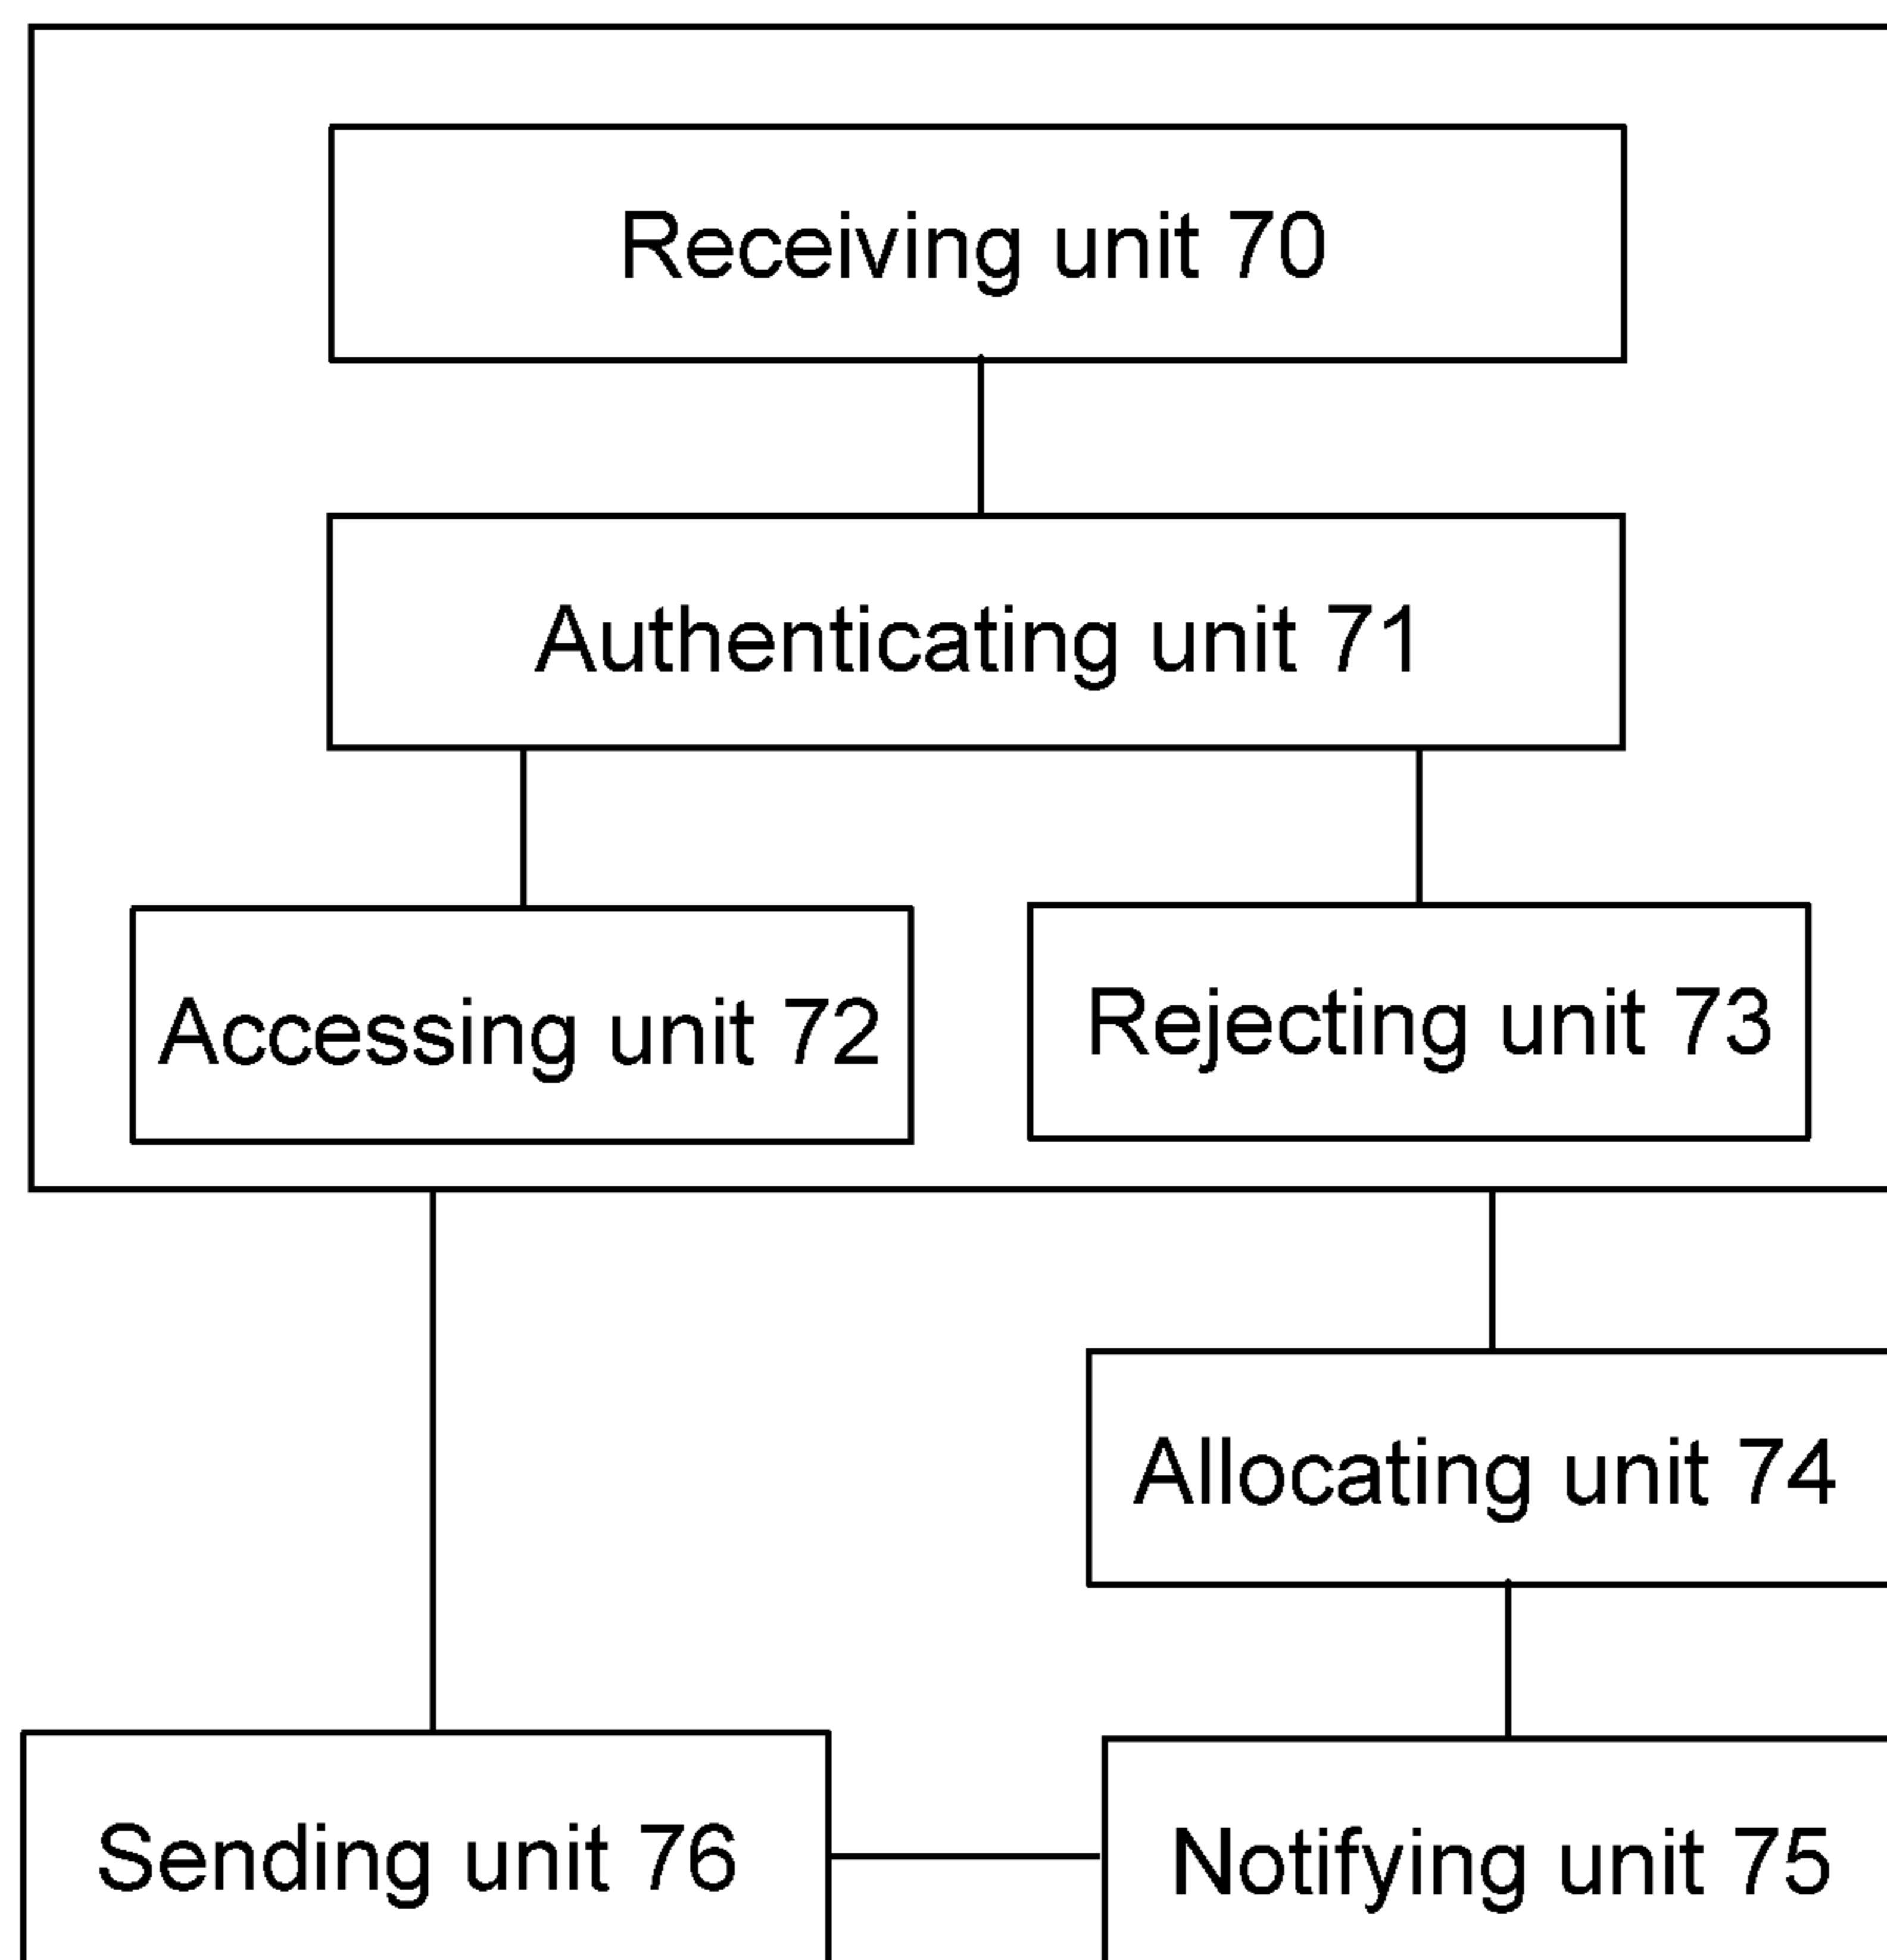 Receiving unit 70
Authenticating unit 71
Accessing unit 72
Rejecting unit 73
Allocating unit 74
Sending unit 76
Notifying unit 75